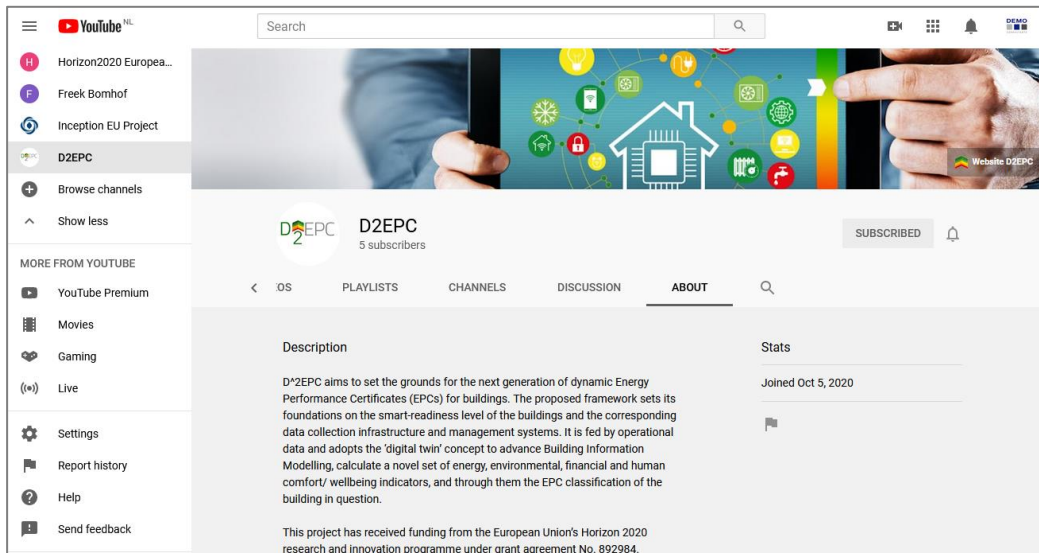 YouTube NL
Search
DEMO
Horizon2020 Europea...
Freek Bomhof
Inception EU Project
D2EPC
Browse channels
Show less
MORE FROM YOUTUBE
YouTube Premium
Movies
Gaming
Live
Settings
Report history
Help
Send feedback
Website D2EPC
D2EPC
D2EPC
5 subscribers
SUBSCRIBED
OS
PLAYLISTS
CHANNELS
DISCUSSION
ABOUT
Description
D^2EPC aims to set the grounds for the next generation of dynamic Energy
Performance Certificates (EPCs) for buildings. The proposed framework sets its
foundations on the smart-readiness level of the buildings and the corresponding
data collection infrastructure and management systems. It is fed by operational
data and adopts the 'digital twin' concept to advance Building Information
Modelling, calculate a novel set of energy, environmental, financial and human
comfort/ wellbeing indicators, and through them the EPC classification of the
building in question.
This project has received funding from the European Union's Horizon 2020
research and innovation programme under grant agreement No. 892984.
Stats
Joined Oct 5, 2020